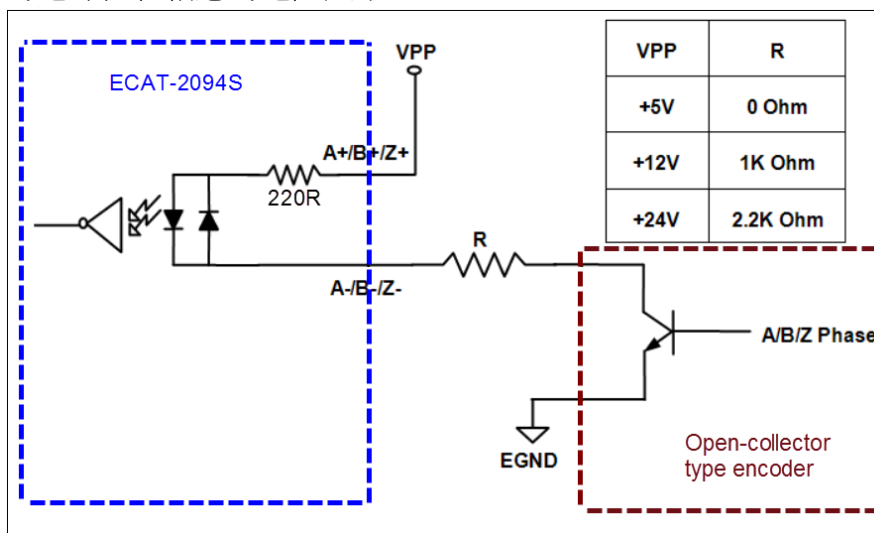 ECAT-2094S
VPP
A+/B+/Z+
220R
R
A-/B-/Z-
VPP R
+5V 0 Ohm
+12V 1K Ohm
+24V 2.2K Ohm
A/B/Z Phase
EGND
Open-collector
type encoder